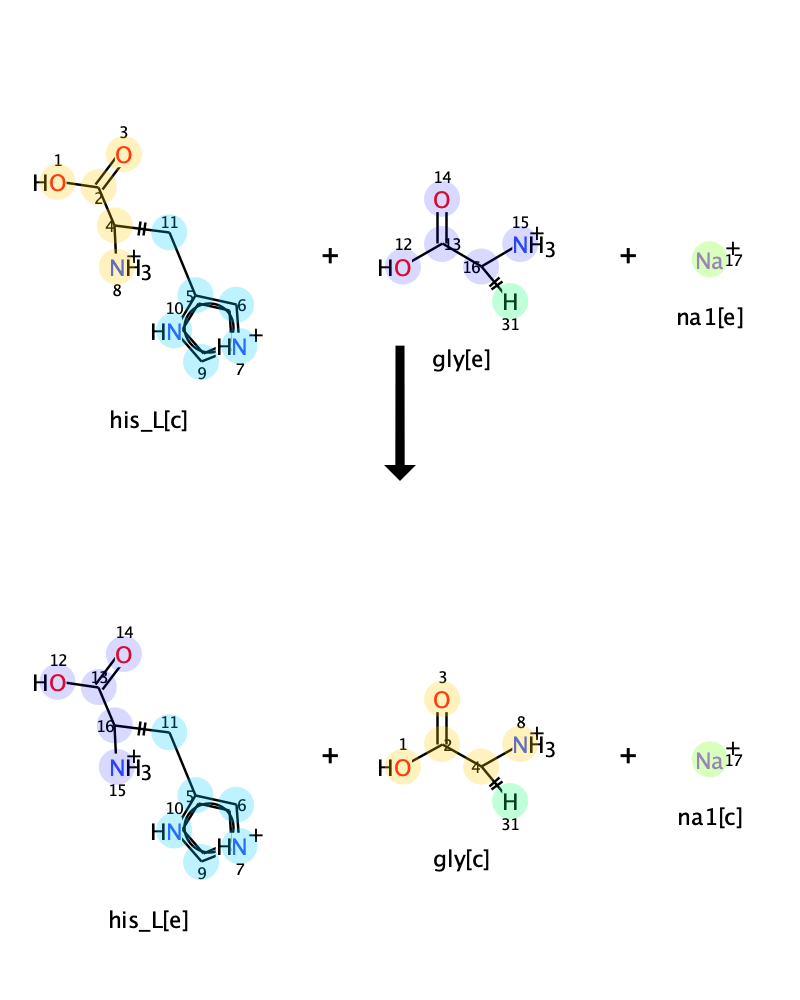 3
1
HO
O
2
4
11
NH3+
8
5
10
6
HN
HN+
9
7
his_L[c]
+
14
O
15
12
13
NH3+
HO
16
H
31
gly[e]
+
Na+
17
na1[e]
14
O
12
13
HO
16
11
NH3+
15
5
10
6
HN
HN+
9
7
his_L[e]
+
3
O
8
1
2
NH3+
HO
4
H
31
gly[c]
+
Na+
17
na1[c]